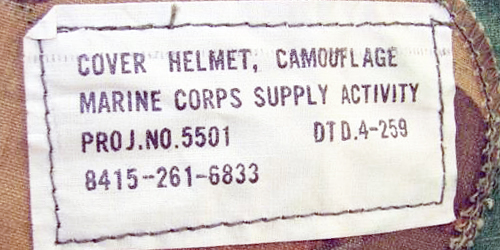 COVER HELMET, CAMOUFLAGE
MARINE CORPS SUPPLY ACTIVITY
PROJ.NO.5501 DTD.4-259
8415-261-6833